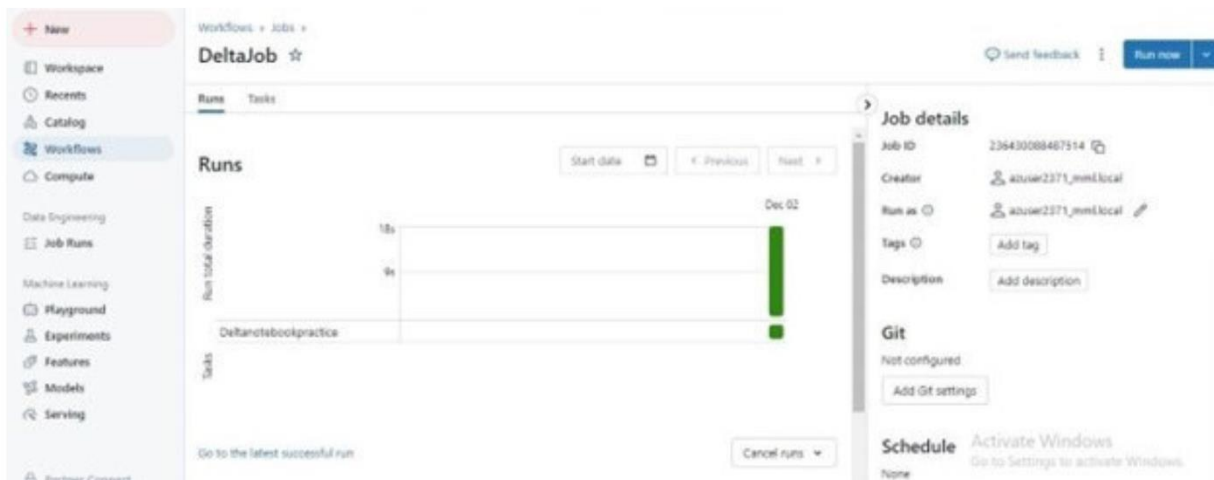 + New
Workspace
Recents
Catalog
Workflows
Compute
Data Engineering
Job Runs
Machine Learning
Playground
Experiments
Features
Models
Serving
Partner Connect
Workflows > Jobs >
DeltaJob
Send feedback
Run now
Runs Tasks
Runs
Start date
< Previous
Next >
Dec 02
Run total duration
18s
9s
Deltanotebookpractice
Tasks
Go to the latest successful run
Cancel runs
Job details
Job ID 236430088487514
Creator azuser2371_mml.local
Run as azuser2371_mml.local
Tags Add tag
Description Add description
Git
Not configured
Add Git settings
Schedule
None
Activate Windows
Go to Settings to activate Windows.